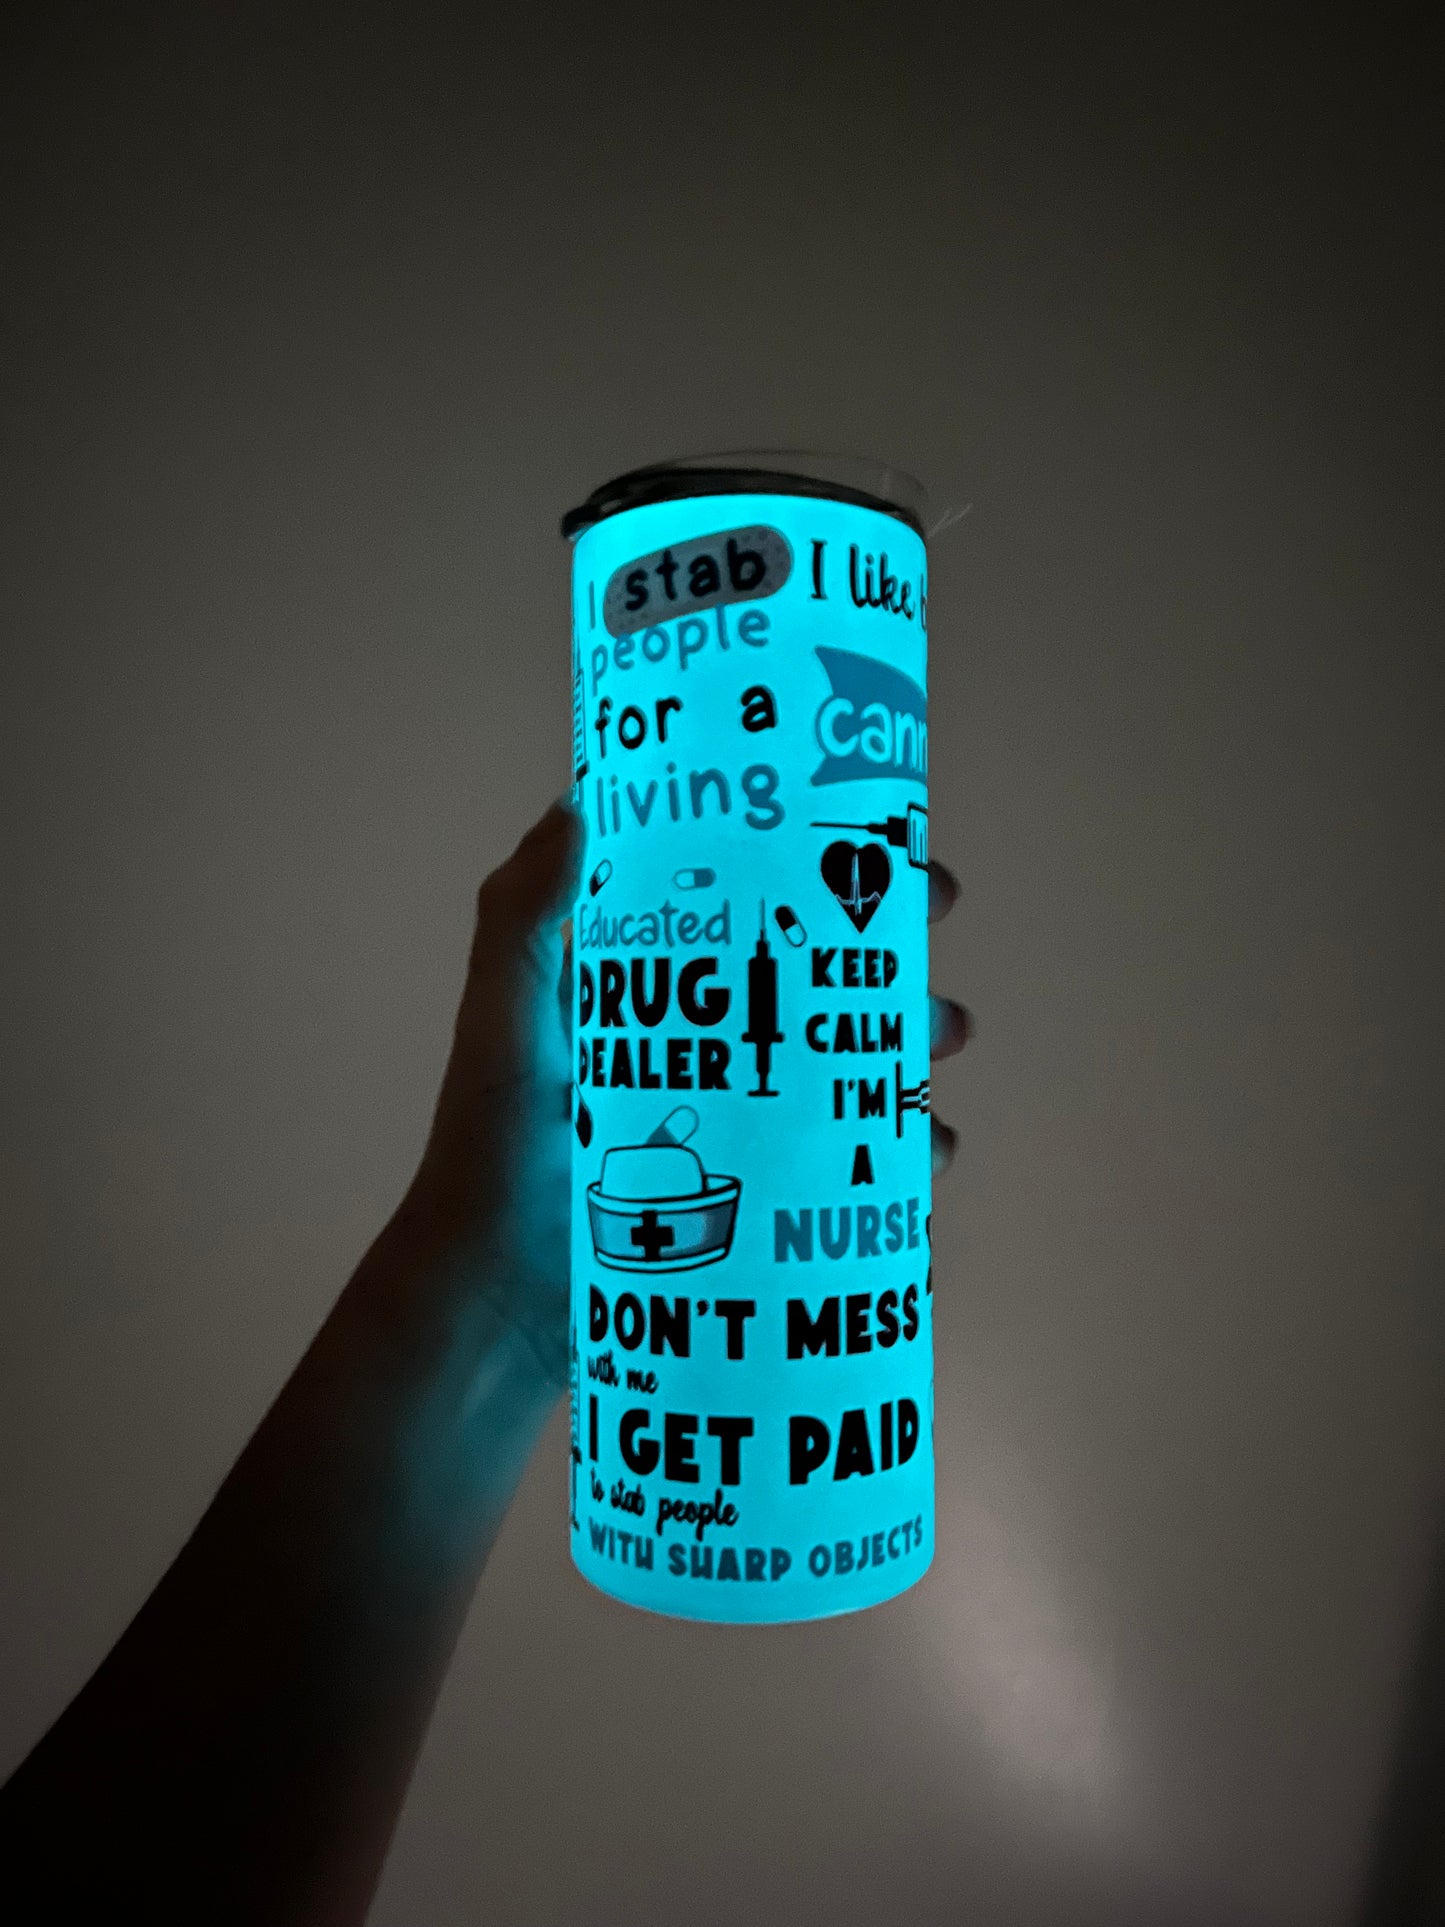 I stab
people
for a
living
I like
Educated
DRUG
DEALER
KEEP
CALM
I'M
A
NURSE
DON'T MESS
with me
I GET PAID
to stab people
WITH SHARP OBJECTS